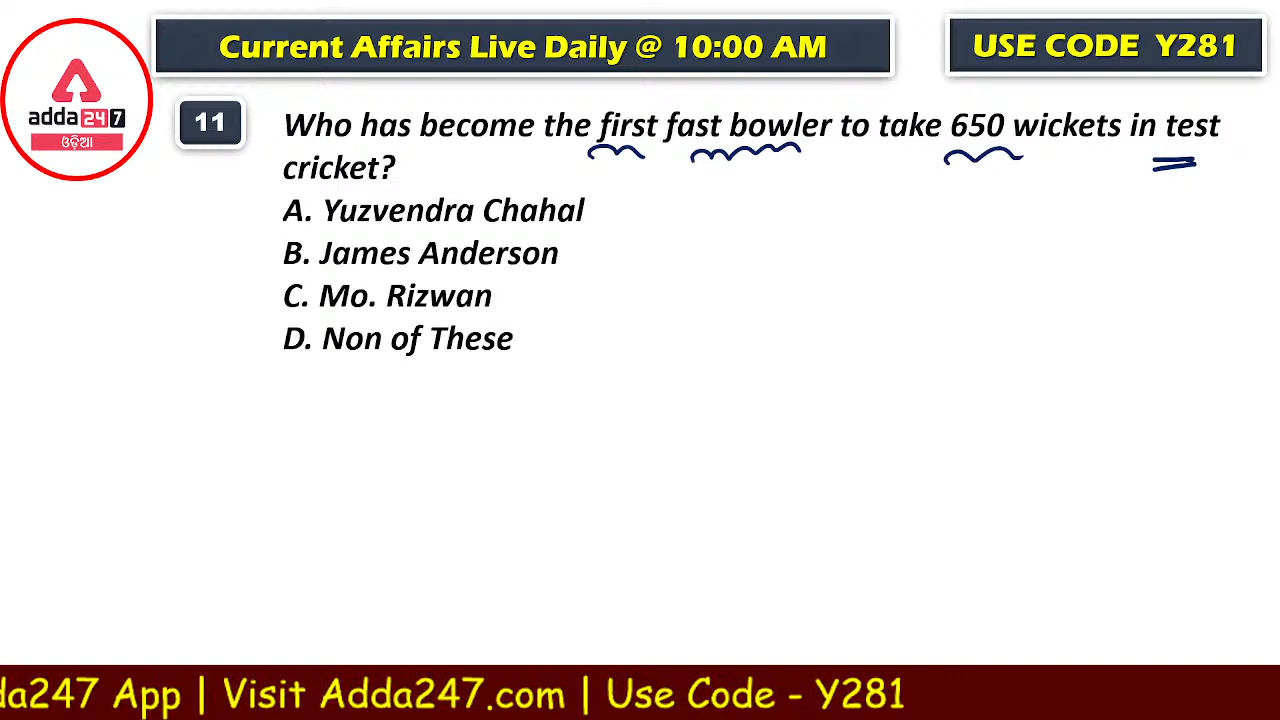 Current Affairs Live Daily @ 10:00 AM
USE CODE Y281
adda247
ଓଡ଼ିଆ
11
Who has become the first fast bowler to take 650 wickets in test
cricket?
A. Yuzvendra Chahal
B. James Anderson
C. Mo. Rizwan
D. Non of These
da247 App | Visit Adda247.com | Use Code - Y281